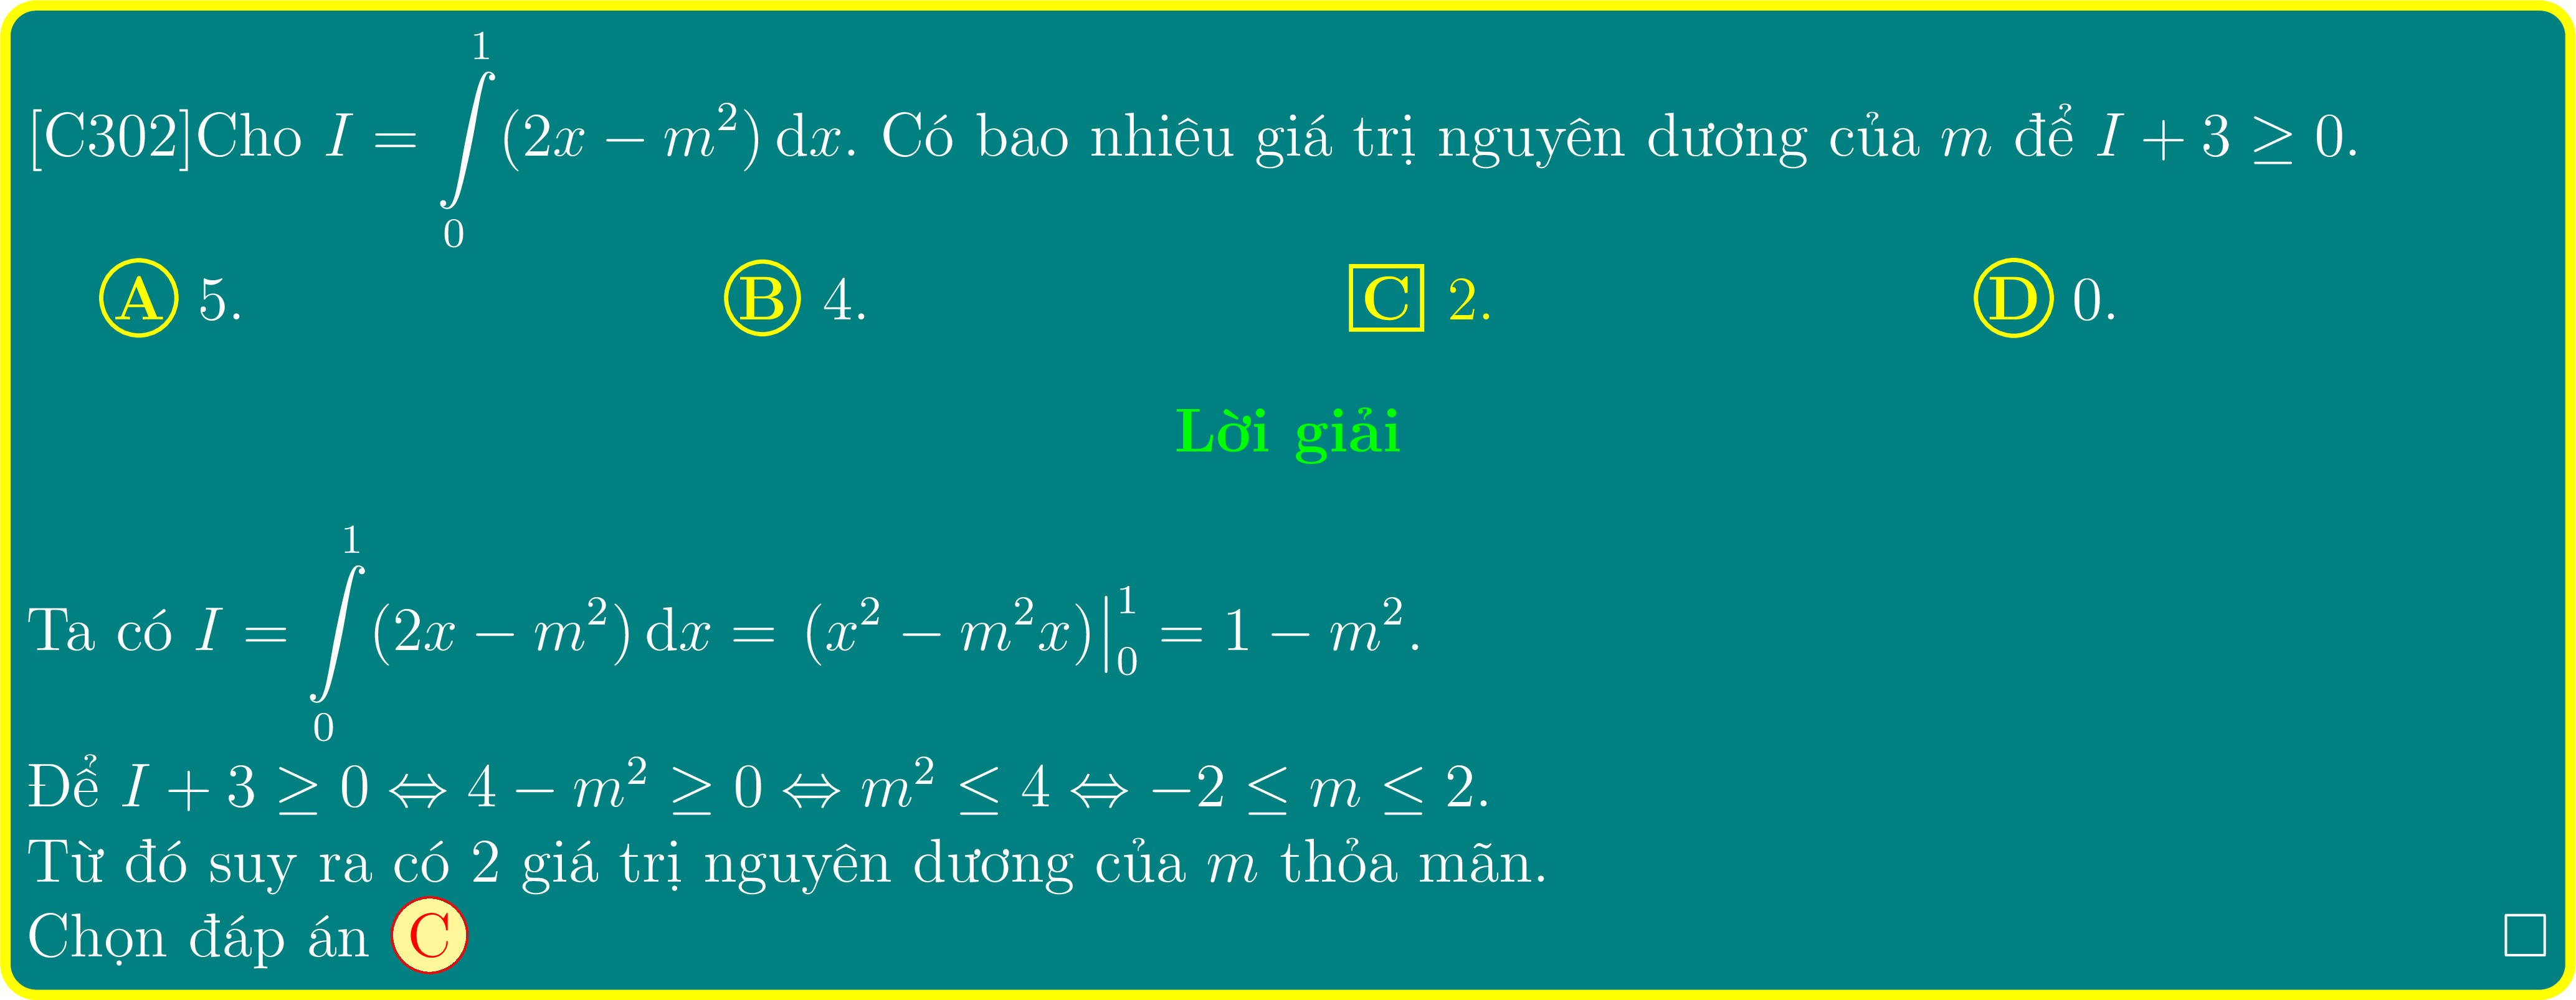 [C302]Cho $I = \int\limits_0^1 (2x - m^2)\,\mathrm{d}x$. Có bao nhiêu giá trị nguyên dương của $m$ để $I + 3 \geq 0$.
A 5. B 4. C 2. D 0.
Lời giải
Ta có $I = \int\limits_0^1 (2x - m^2)\,\mathrm{d}x = (x^2 - m^2x)\Big|_0^1 = 1 - m^2$.
Để $I + 3 \geq 0 \Leftrightarrow 4 - m^2 \geq 0 \Leftrightarrow m^2 \leq 4 \Leftrightarrow -2 \leq m \leq 2$.
Từ đó suy ra có 2 giá trị nguyên dương của $m$ thỏa mãn.
Chọn đáp án C □